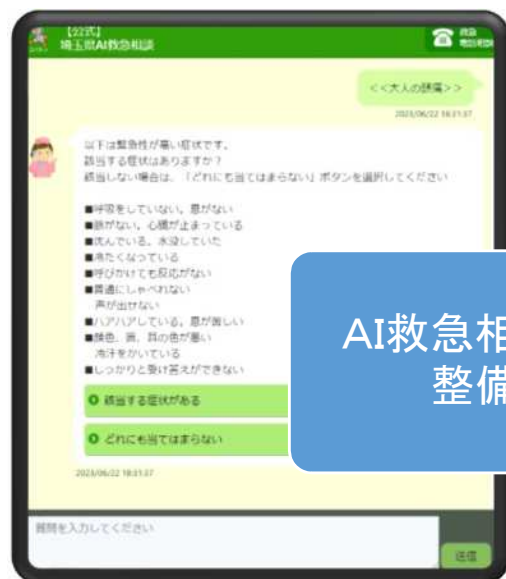 【公式】
埼玉県AI救急相談
救急
電話相談
<<大人の頭痛>>
2023/06/22 18:31:37
以下は緊急性が高い症状です。
該当する症状はありますか?
該当しない場合は、「どれにも当てはまらない」ボタンを選択してください
■呼吸をしていない、息がない
■脈がない、心臓が止まっている
■沈んでいる、水没していた
■冷たくなっている
■呼びかけても反応がない
■普通にしゃべれない
声が出せない
■ハアハアしている、息が苦しい
■顔色、唇、耳の色が悪い
冷汗をかいている
■しっかりと受け答えができない
該当する症状がある
どれにも当てはまらない
2023/06/22 18:31:37
質問を入力してください
送信
AI救急相
整備